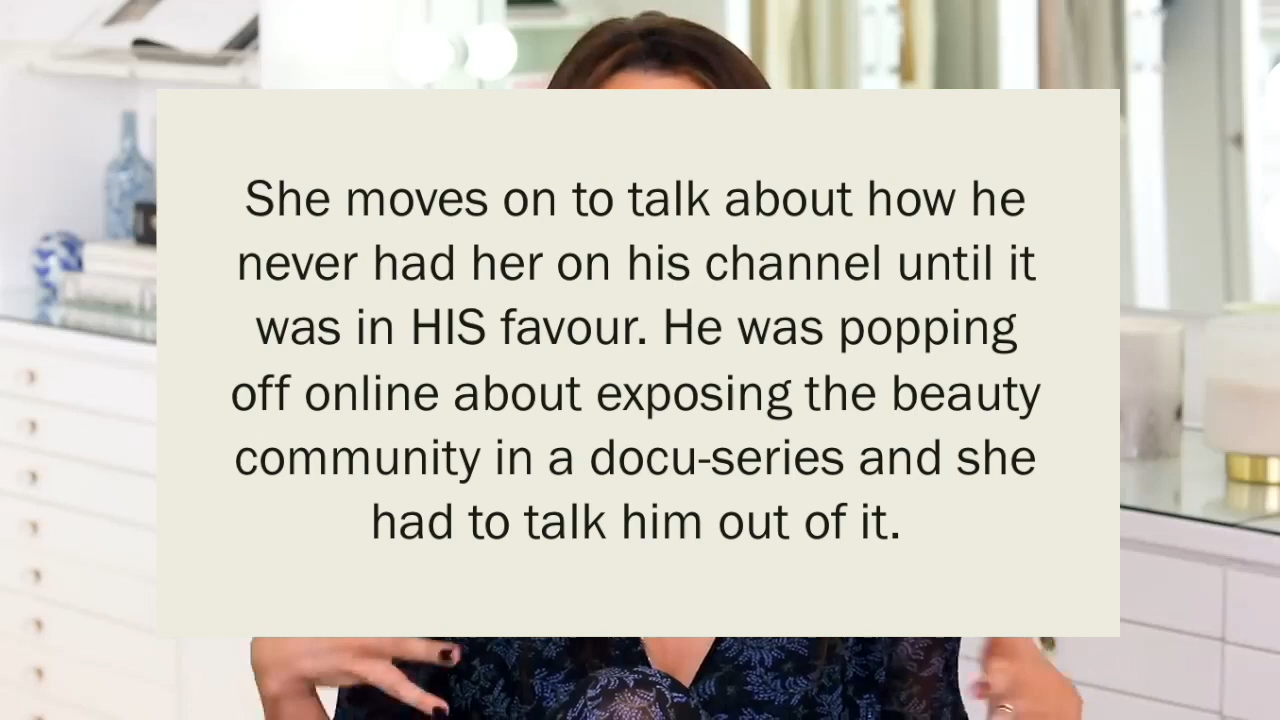 She moves on to talk about how he
never had her on his channel until it
was in HIS favour. He was popping
off online about exposing the beauty
community in a docu-series and she
had to talk him out of it.